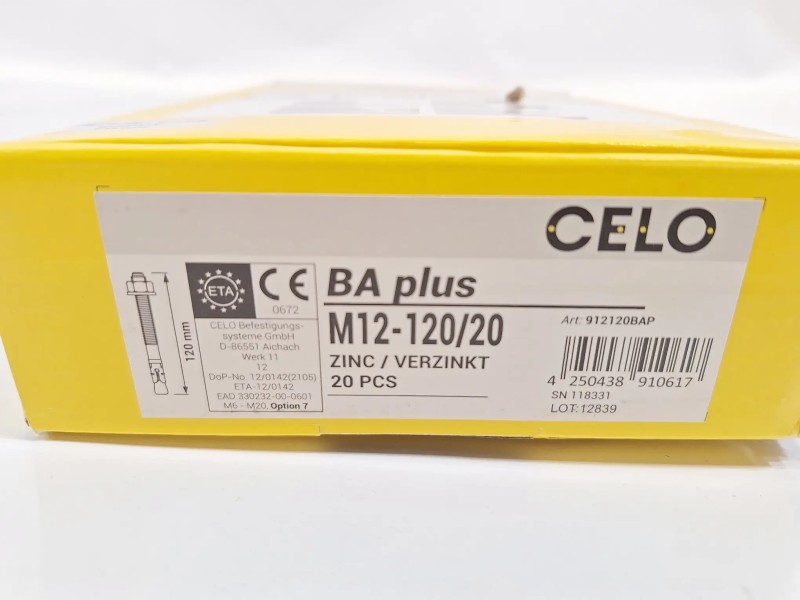 CELO
ETA
CE
0672
CELO Befestigungs-
systeme GmbH
D-86551 Aichach
Werk 11
12
DoP-No. 12/0142(2105)
ETA-12/0142
EAD 330232-00-0601
M6 - M20, Option 7
120 mm
BA plus
M12-120/20
ZINC / VERZINKT
20 PCS
Art: 912120BAP
4 250438 910617
SN 118331
LOT:12839